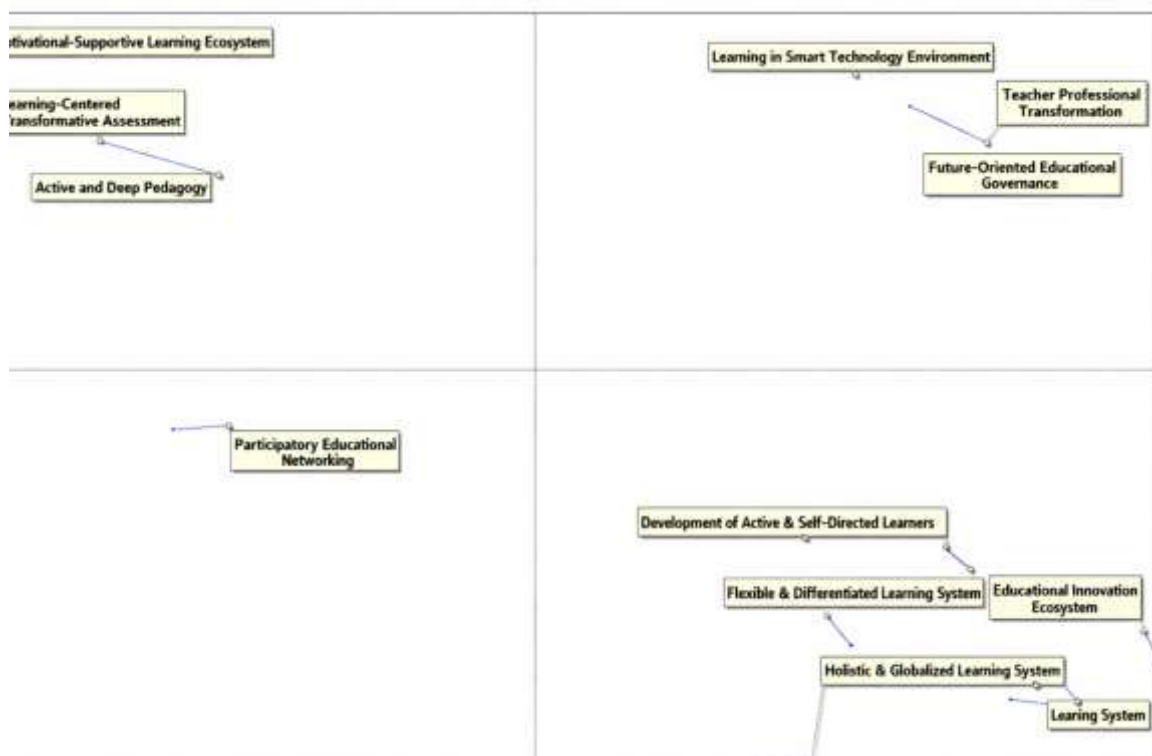 otivational-Supportive Learning Ecosystem
Learning in Smart Technology Environment
Teacher Professional
Transformation
earning-Centered
ransformative Assessment
Future-Oriented Educational
Governance
Active and Deep Pedagogy
Participatory Educational
Networking
Development of Active & Self-Directed Learners
Flexible & Differentiated Learning System
Educational Innovation
Ecosystem
Holistic & Globalized Learning System
Learing System